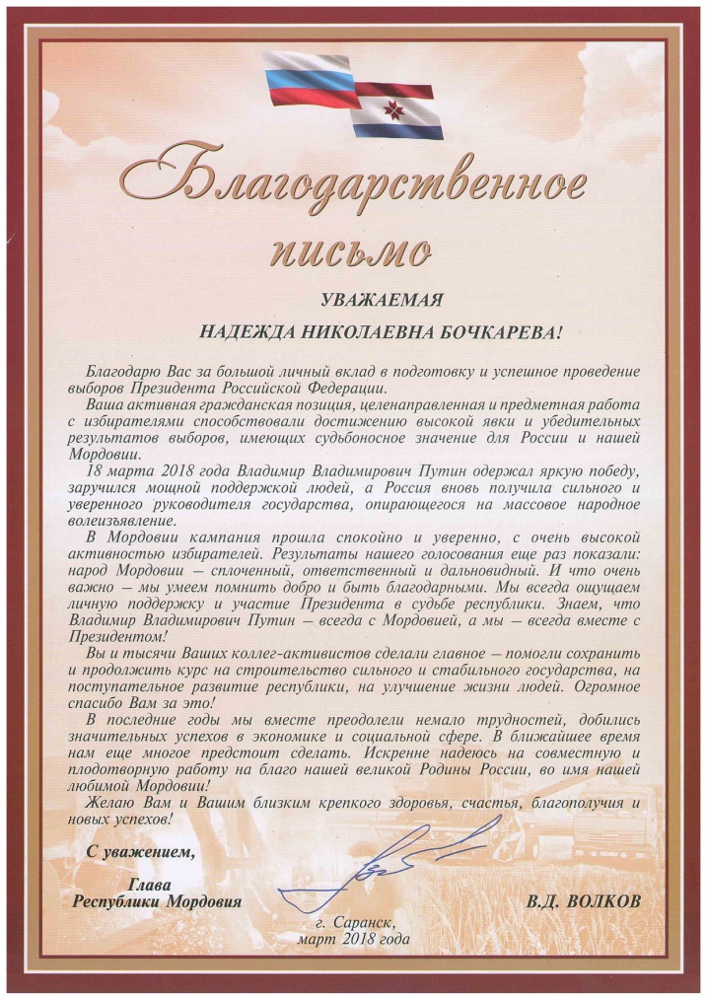 Благодарственное
письмо
УВАЖАЕМАЯ
НАДЕЖДА НИКОЛАЕВНА БОЧКАРЕВА!
Благодарю Вас за большой личный вклад в подготовку и успешное проведение
выборов Президента Российской Федерации.
Ваша активная гражданская позиция, целенаправленная и предметная работа
с избирателями способствовали достижению высокой явки и убедительных
результатов выборов, имеющих судьбоносное значение для России и нашей
Мордовии.
18 марта 2018 года Владимир Владимирович Путин одержал яркую победу,
заручился мощной поддержкой людей, а Россия вновь получила сильного и
уверенного руководителя государства, опирающегося на массовое народное
волеизъявление.
В Мордовии кампания прошла спокойно и уверенно, с очень высокой
активностью избирателей. Результаты нашего голосования еще раз показали:
народ Мордовии – сплоченный, ответственный и дальновидный. И что очень
важно – мы умеем помнить добро и быть благодарными. Мы всегда ощущаем
личную поддержку и участие Президента в судьбе республики. Знаем, что
Владимир Владимирович Путин – всегда с Мордовией, а мы – всегда вместе с
Президентом!
Вы и тысячи Ваших коллег-активистов сделали главное – помогли сохранить
и продолжить курс на строительство сильного и стабильного государства, на
поступательное развитие республики, на улучшение жизни людей. Огромное
спасибо Вам за это!
В последние годы мы вместе преодолели немало трудностей, добились
значительных успехов в экономике и социальной сфере. В ближайшее время
нам еще многое предстоит сделать. Искренне надеюсь на совместную и
плодотворную работу на благо нашей великой Родины России, во имя нашей
любимой Мордовии!
Желаю Вам и Вашим близким крепкого здоровья, счастья, благополучия и
новых успехов!
С уважением,
Глава
Республики Мордовия
В.Д. ВОЛКОВ
г. Саранск,
март 2018 года